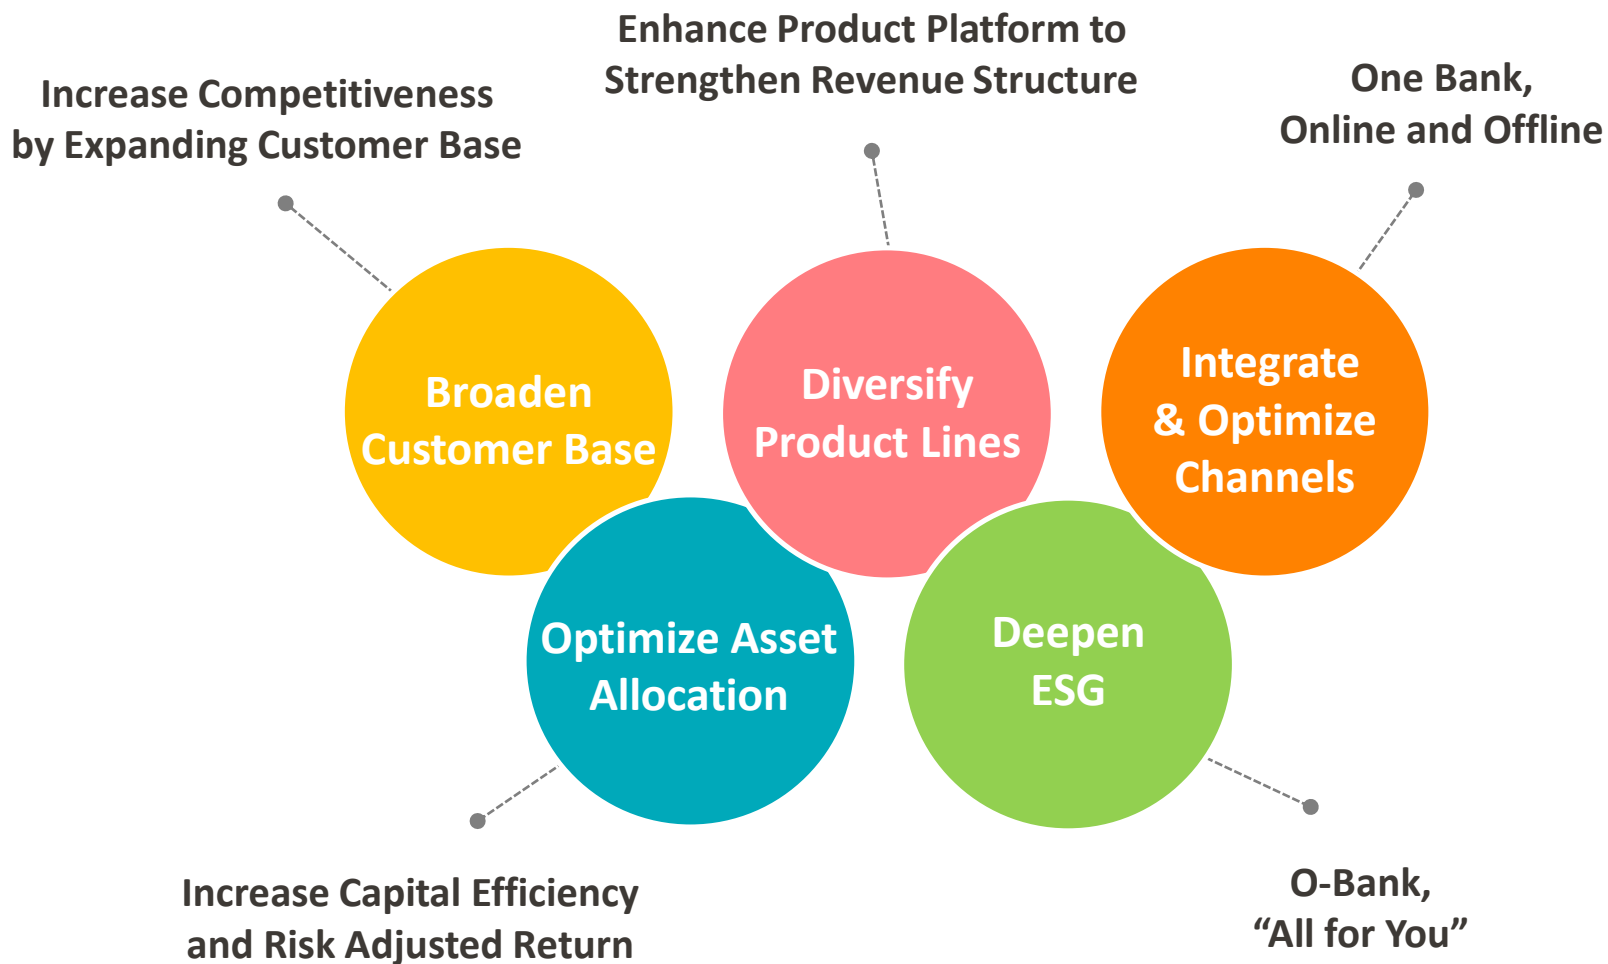 Enhance Product Platform to
Strengthen Revenue Structure
Increase Competitiveness
by Expanding Customer Base
One Bank,
Online and Offline
Broaden
Customer Base
Diversify
Product Lines
Integrate
& Optimize
Channels
Optimize Asset
Allocation
Deepen
ESG
Increase Capital Efficiency
and Risk Adjusted Return
O-Bank,
“All for You”